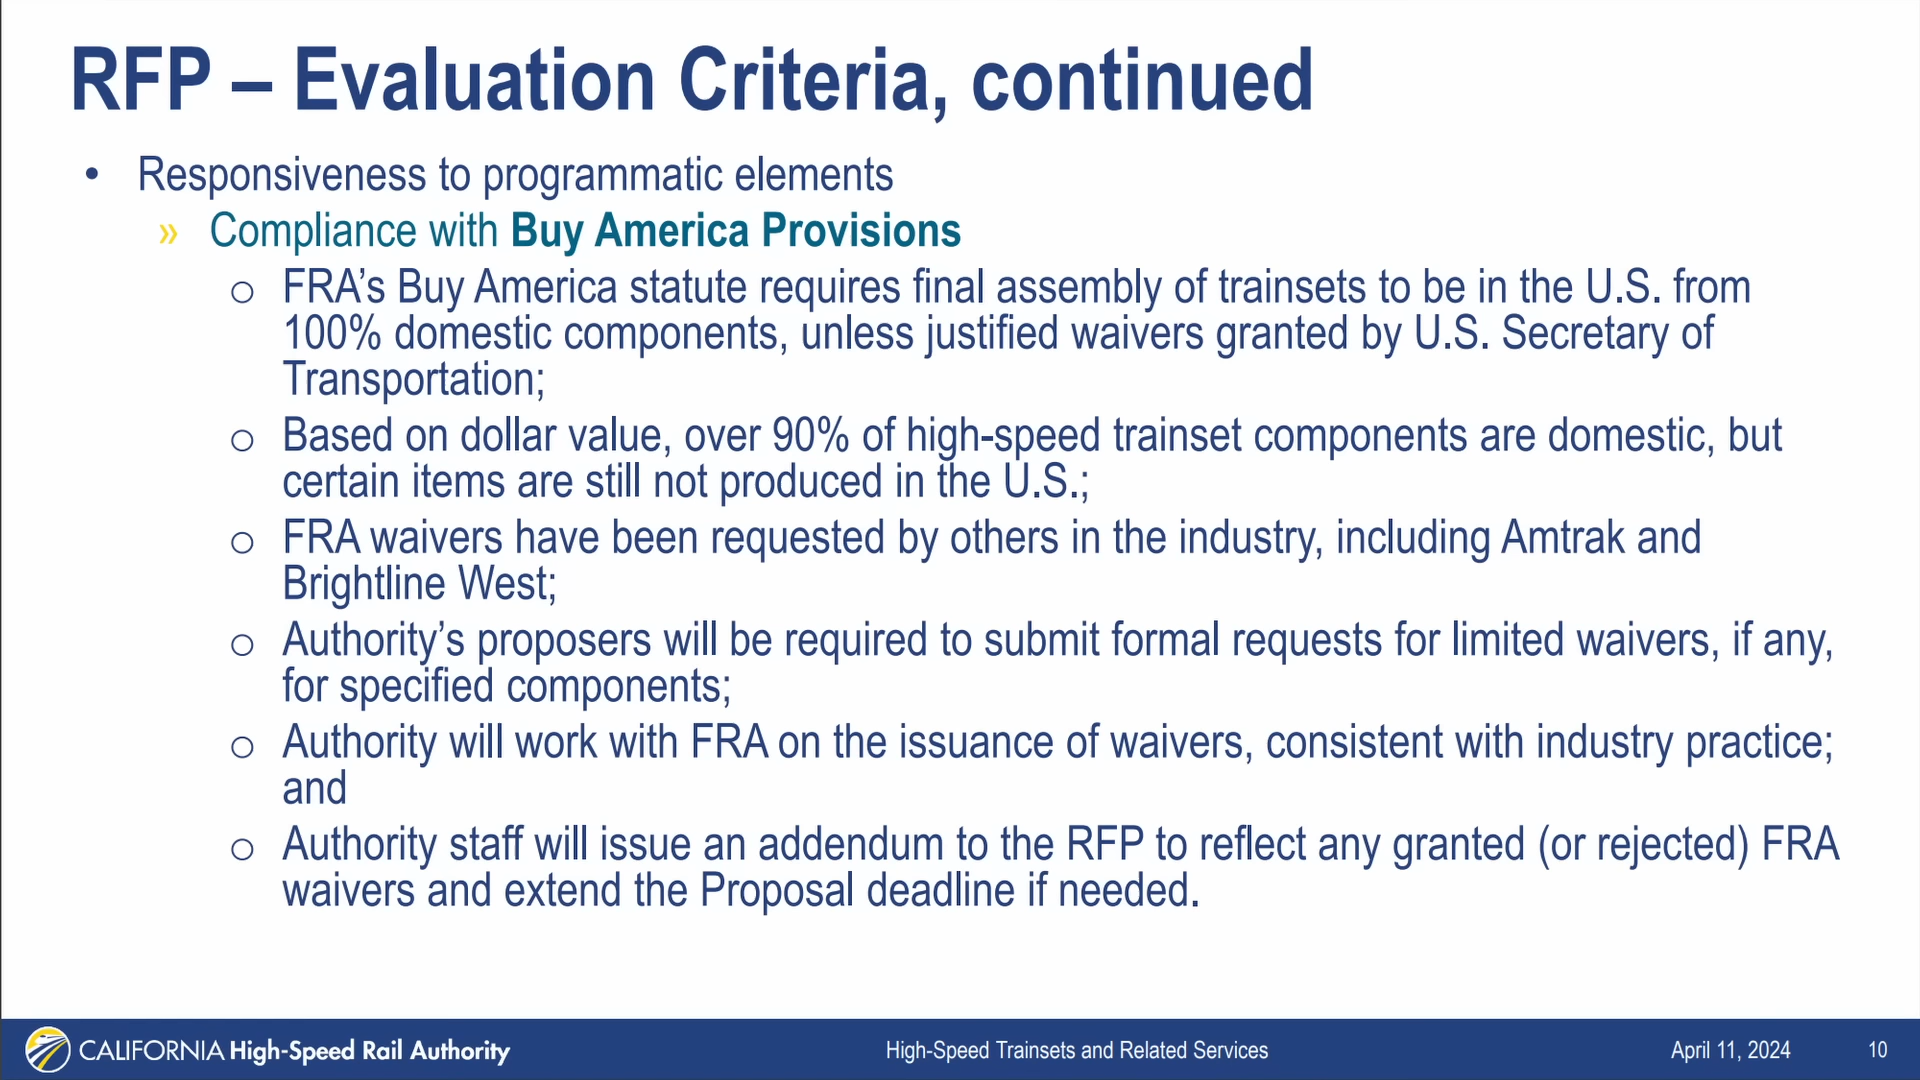 RFP – Evaluation Criteria, continued
• Responsiveness to programmatic elements
» Compliance with Buy America Provisions
o FRA’s Buy America statute requires final assembly of trainsets to be in the U.S. from
100% domestic components, unless justified waivers granted by U.S. Secretary of
Transportation;
o Based on dollar value, over 90% of high-speed trainset components are domestic, but
certain items are still not produced in the U.S.;
o FRA waivers have been requested by others in the industry, including Amtrak and
Brightline West;
o Authority’s proposers will be required to submit formal requests for limited waivers, if any,
for specified components;
o Authority will work with FRA on the issuance of waivers, consistent with industry practice;
and
o Authority staff will issue an addendum to the RFP to reflect any granted (or rejected) FRA
waivers and extend the Proposal deadline if needed.
CALIFORNIA High-Speed Rail Authority
High-Speed Trainsets and Related Services
April 11, 2024
10